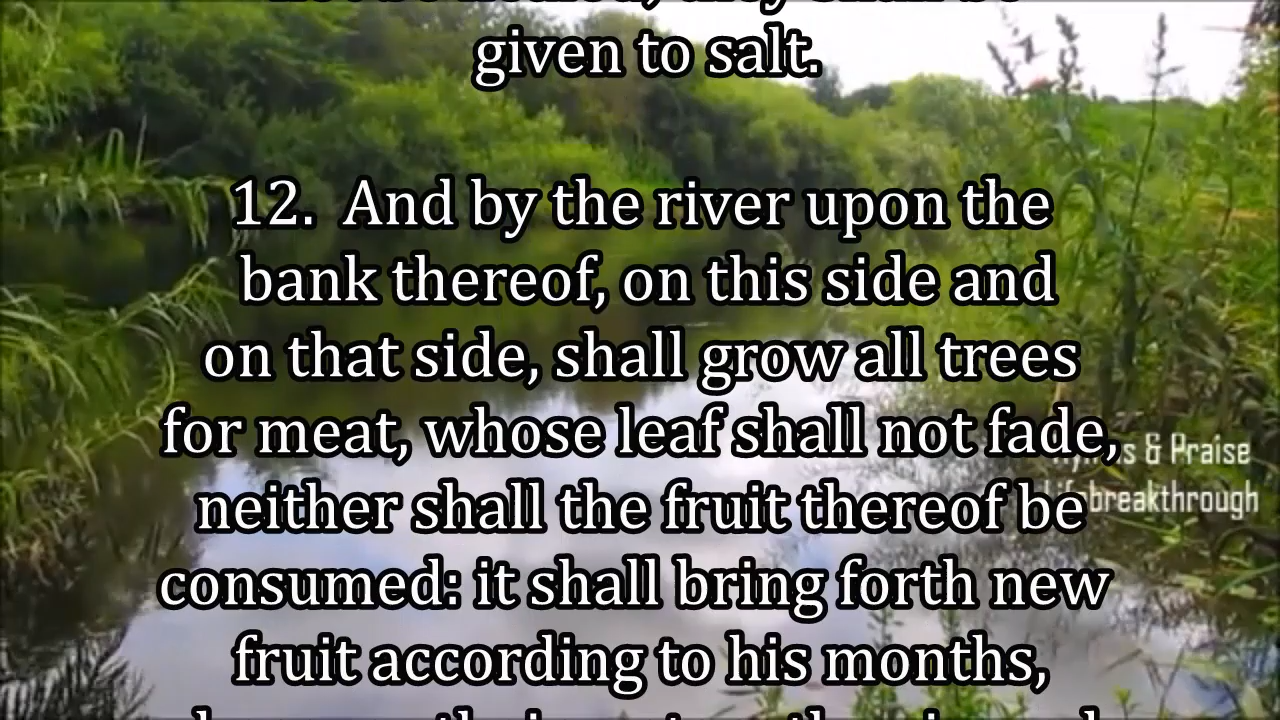 given to salt.
12. And by the river upon the
bank thereof, on this side and
on that side, shall grow all trees
for meat, whose leaf shall not fade,
neither shall the fruit thereof be
consumed: it shall bring forth new
fruit according to his months,
& Praise
Lifebreakthrough